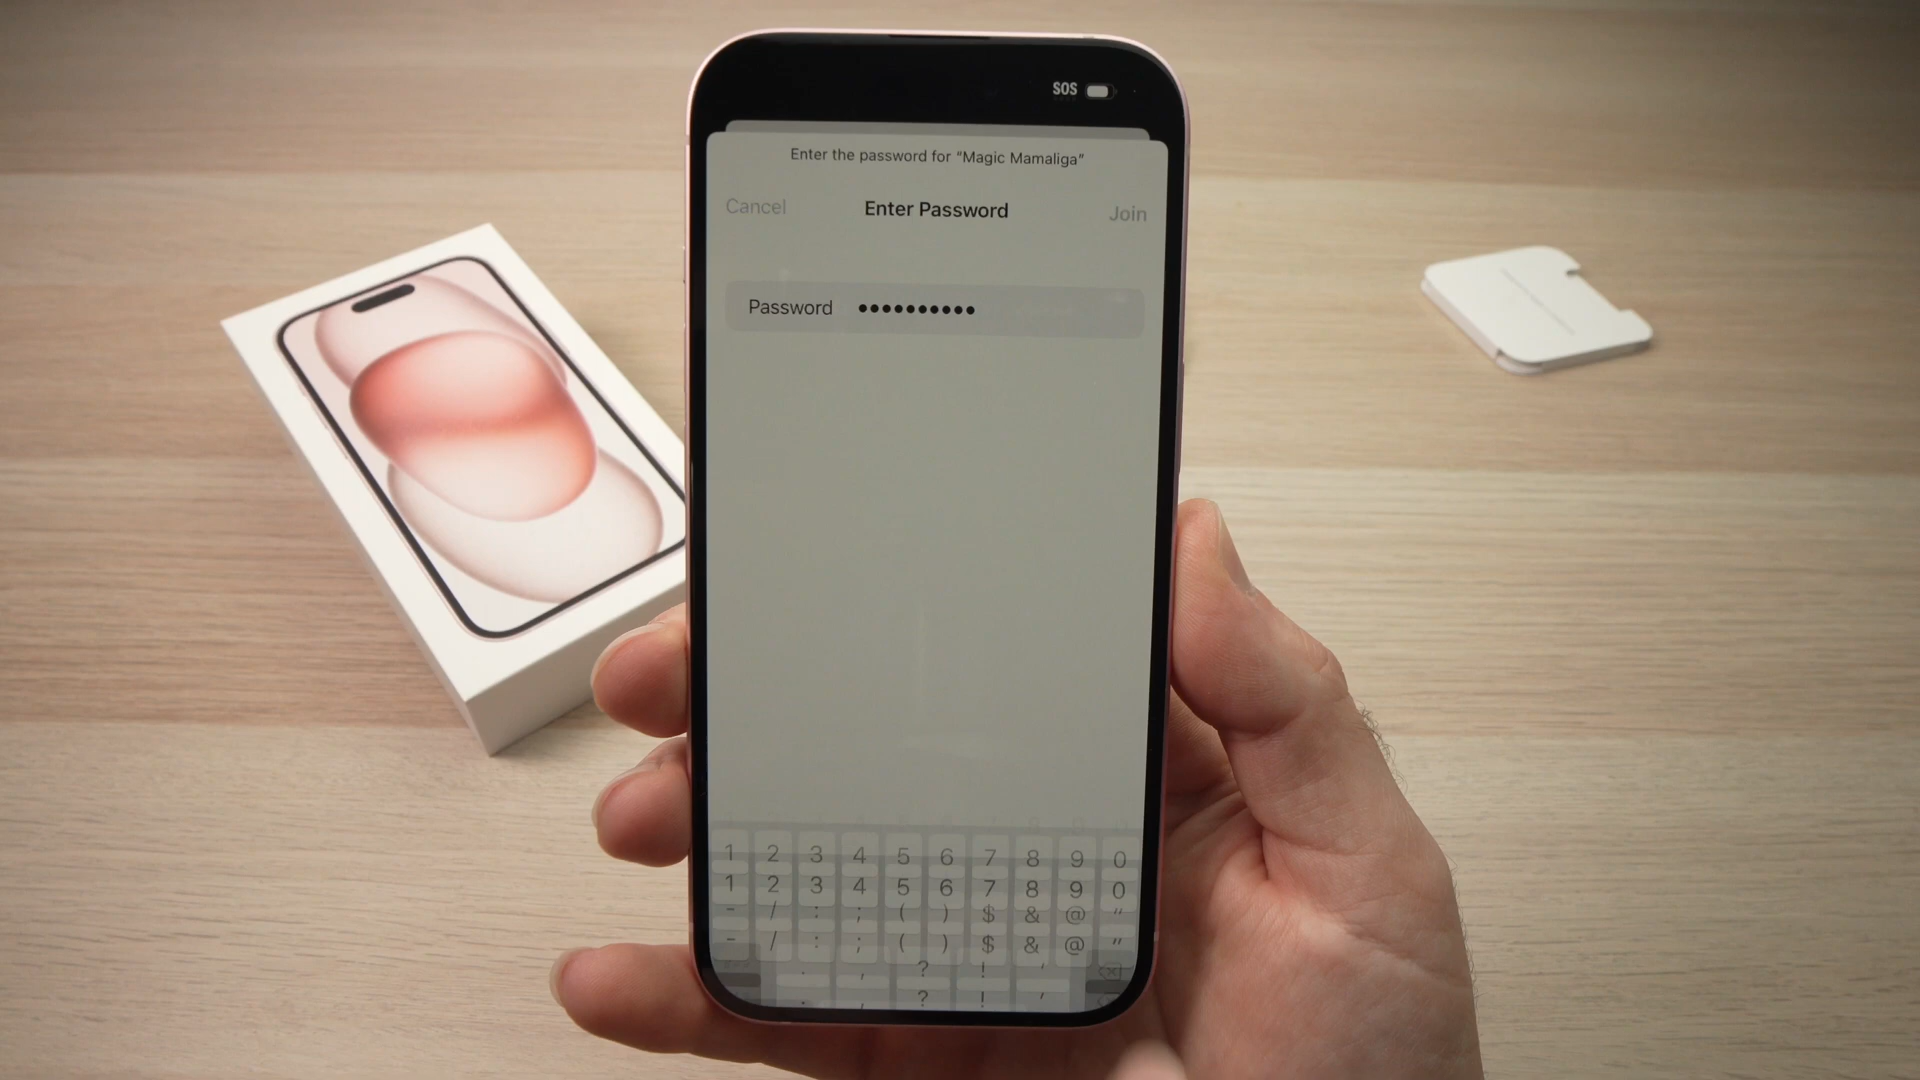 SOS
Enter the password for “Magic Mamaliga”
Cancel Enter Password Join
Password ••••••••••
1 2 3 4 5 6 7 8 9 0
1 2 3 4 5 6 7 8 9 0
- / : ; ( ) $ & @ "
- / : ; ( ) $ & @ "
. , ? ! '
. , ? ! '